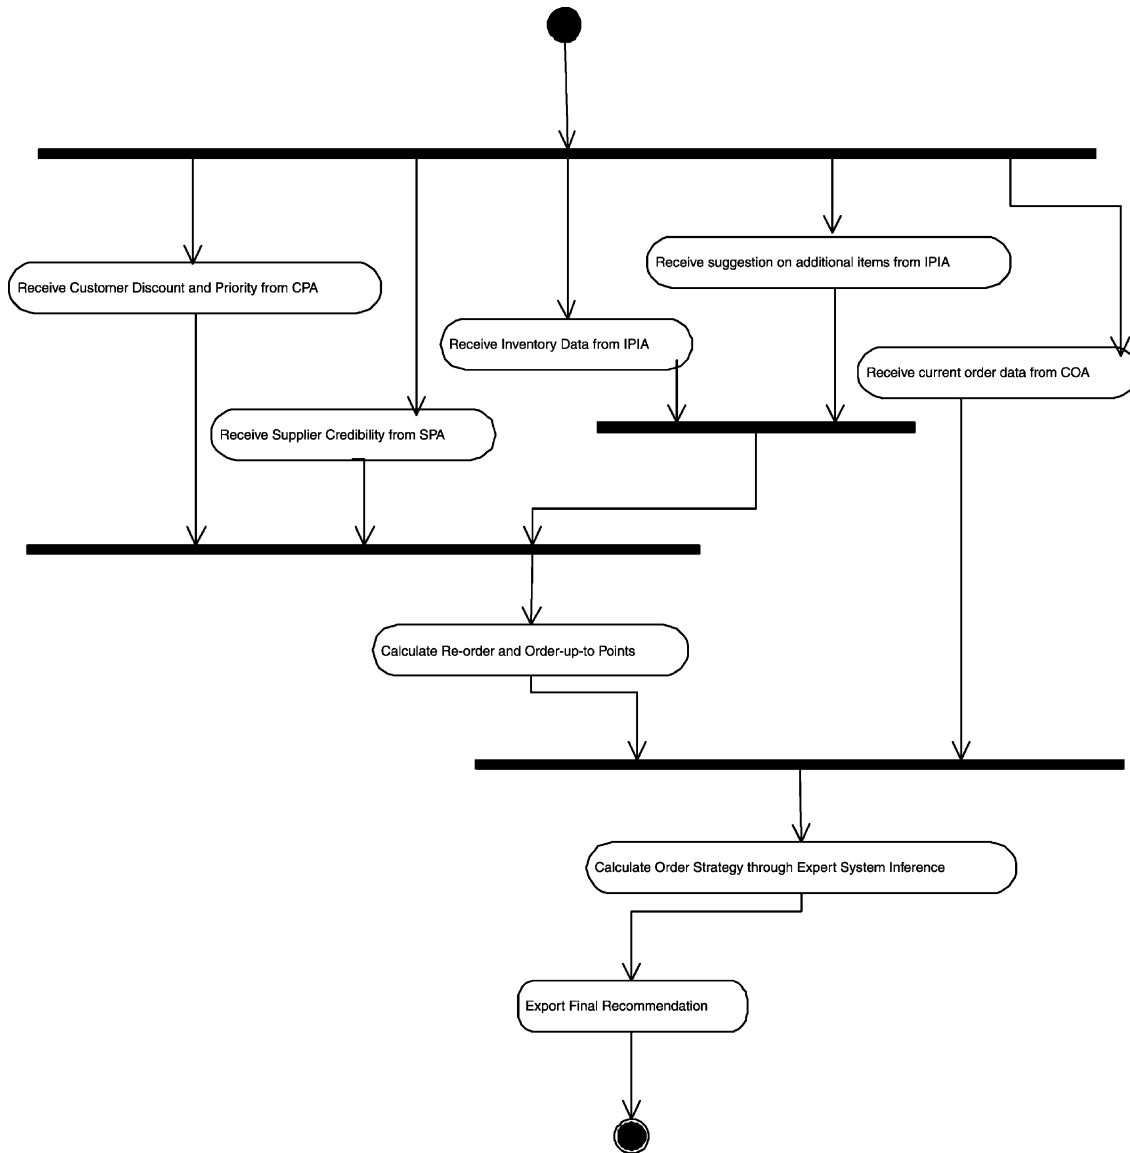 Receive suggestion on additional items from IPIA
Receive Customer Discount and Priority from CPA
Receive Inventory Data from IPIA
Receive current order data from COA
Receive Supplier Credibility from SPA
Calculate Re-order and Order-up-to Points
Calculate Order Strategy through Expert System Inference
Export Final Recommendation